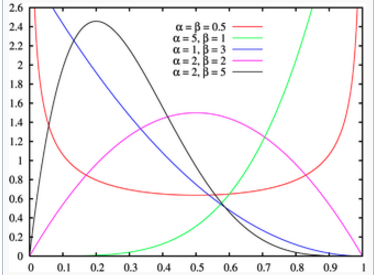 2.6
2.4
2.2
2
1.8
1.6
1.4
1.2
1
0.8
0.6
0.4
0.2
0
α = β = 0.5
α = 5, β = 1
α = 1, β = 3
α = 2, β = 2
α = 2, β = 5
0 0.1 0.2 0.3 0.4 0.5 0.6 0.7 0.8 0.9 1